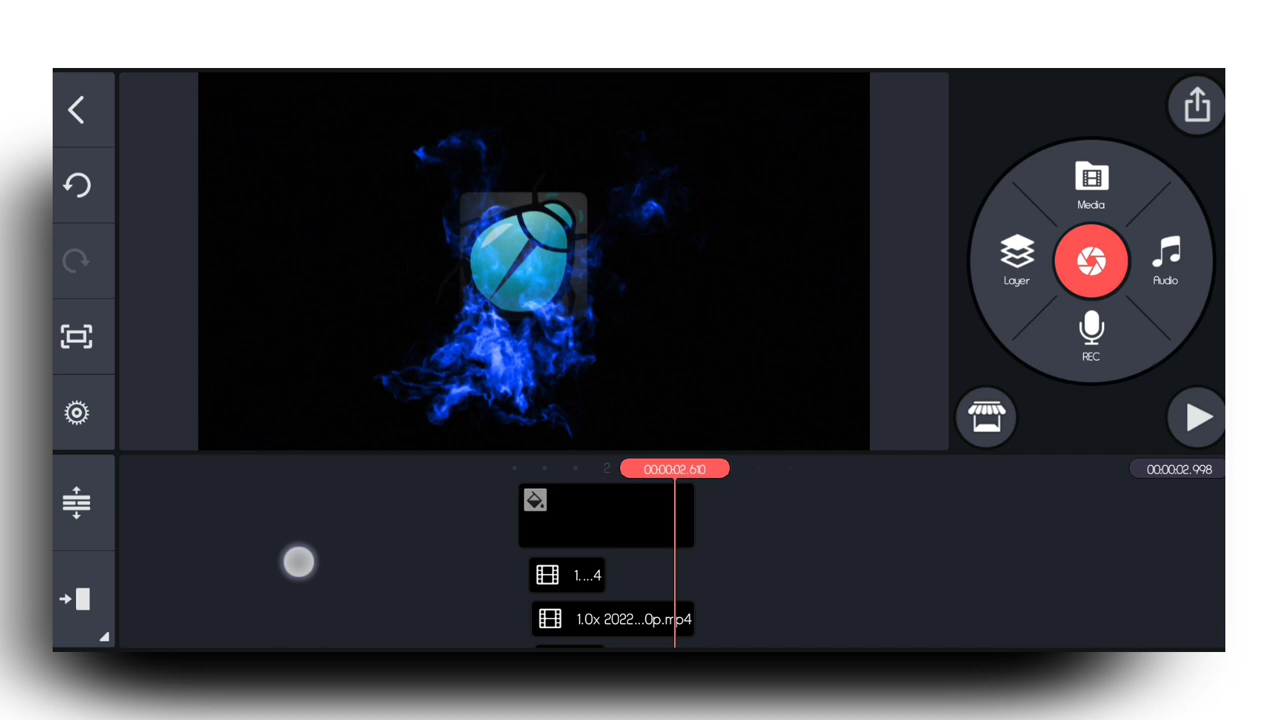 Media
Layer
Audio
REC
2
00:00:02.610
00:00:02.998
1....4
1.0x 2022...0p.mp4